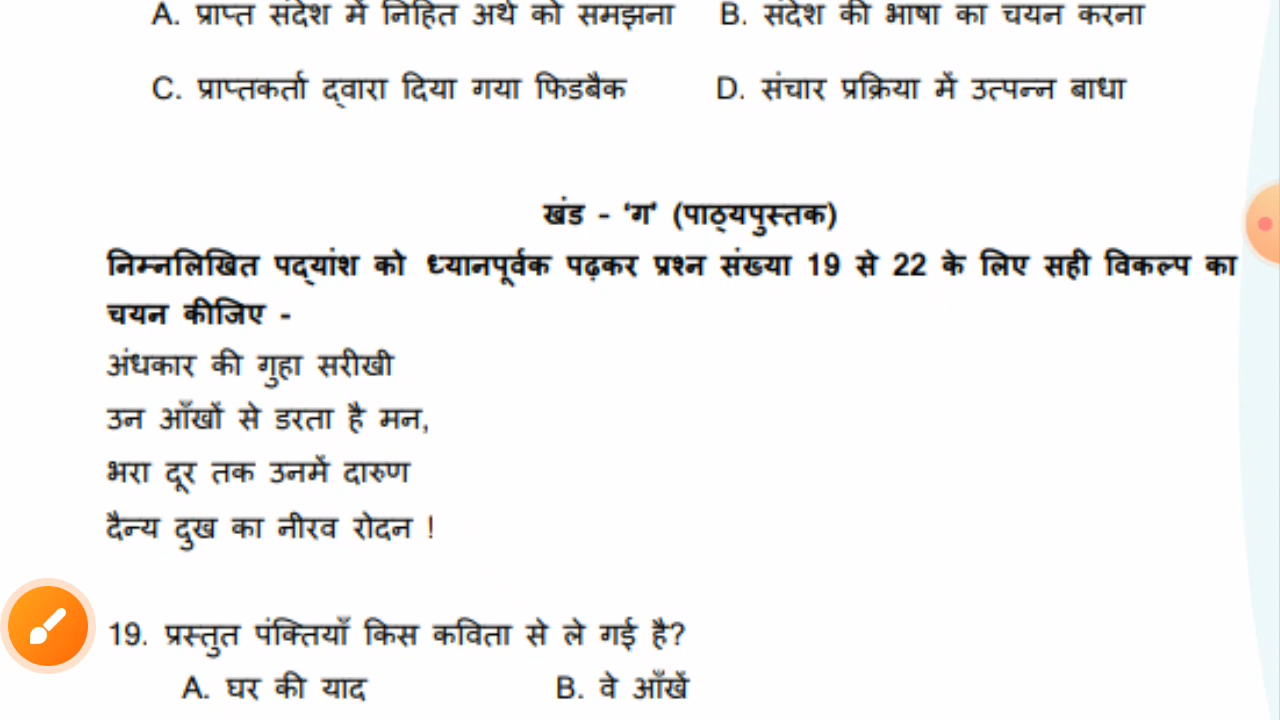 A. प्राप्त संदेश में निहित अर्थ को समझना B. संदेश की भाषा का चयन करना
C. प्राप्तकर्ता द्वारा दिया गया फिडबैक D. संचार प्रक्रिया में उत्पन्न बाधा
खंड - ‘ग’ (पाठ्यपुस्तक)
निम्नलिखित पद्यांश को ध्यानपूर्वक पढ़कर प्रश्न संख्या 19 से 22 के लिए सही विकल्प का
चयन कीजिए -
अंधकार की गुहा सरीखी
उन आँखों से डरता है मन,
भरा दूर तक उनमें दारुण
दैन्य दुख का नीरव रोदन !
19. प्रस्तुत पंक्तियाँ किस कविता से ले गई है?
A. घर की याद B. वे आँखें